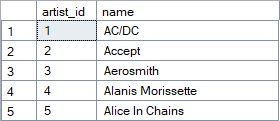 artist_id name
1 1 AC/DC
2 2 Accept
3 3 Aerosmith
4 4 Alanis Morissette
5 5 Alice In Chains